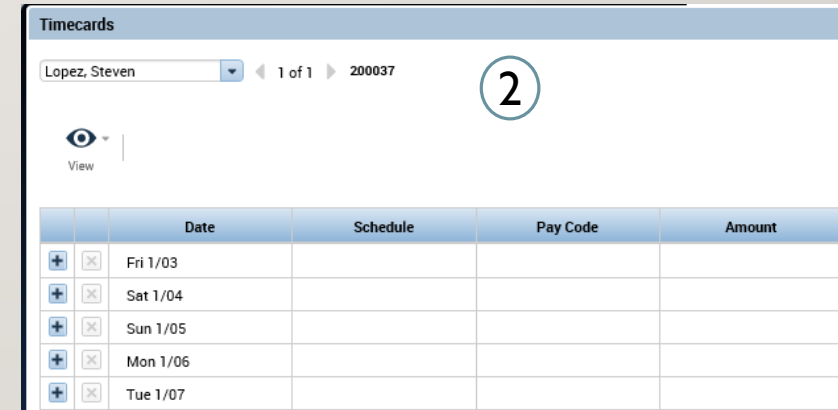 Timecards
Lopez, Steven 1 of 1 200037
2
View
Date Schedule Pay Code Amount
Fri 1/03
Sat 1/04
Sun 1/05
Mon 1/06
Tue 1/07